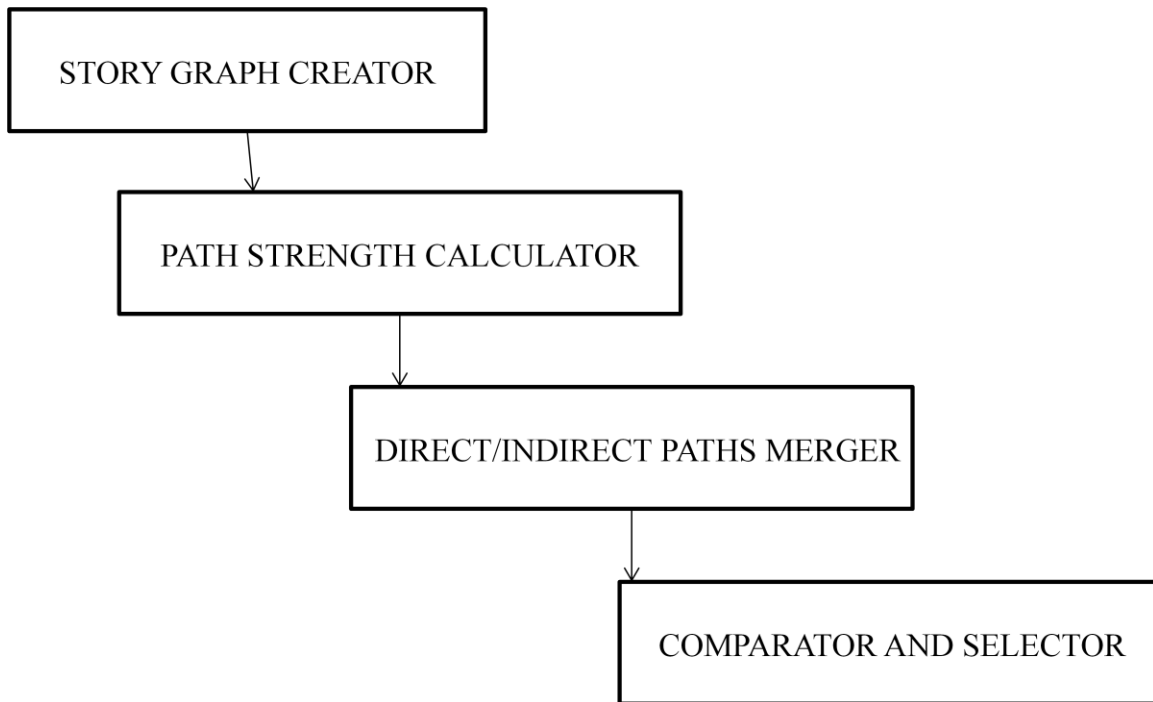 STORY GRAPH CREATOR
PATH STRENGTH CALCULATOR
DIRECT/INDIRECT PATHS MERGER
COMPARATOR AND SELECTOR